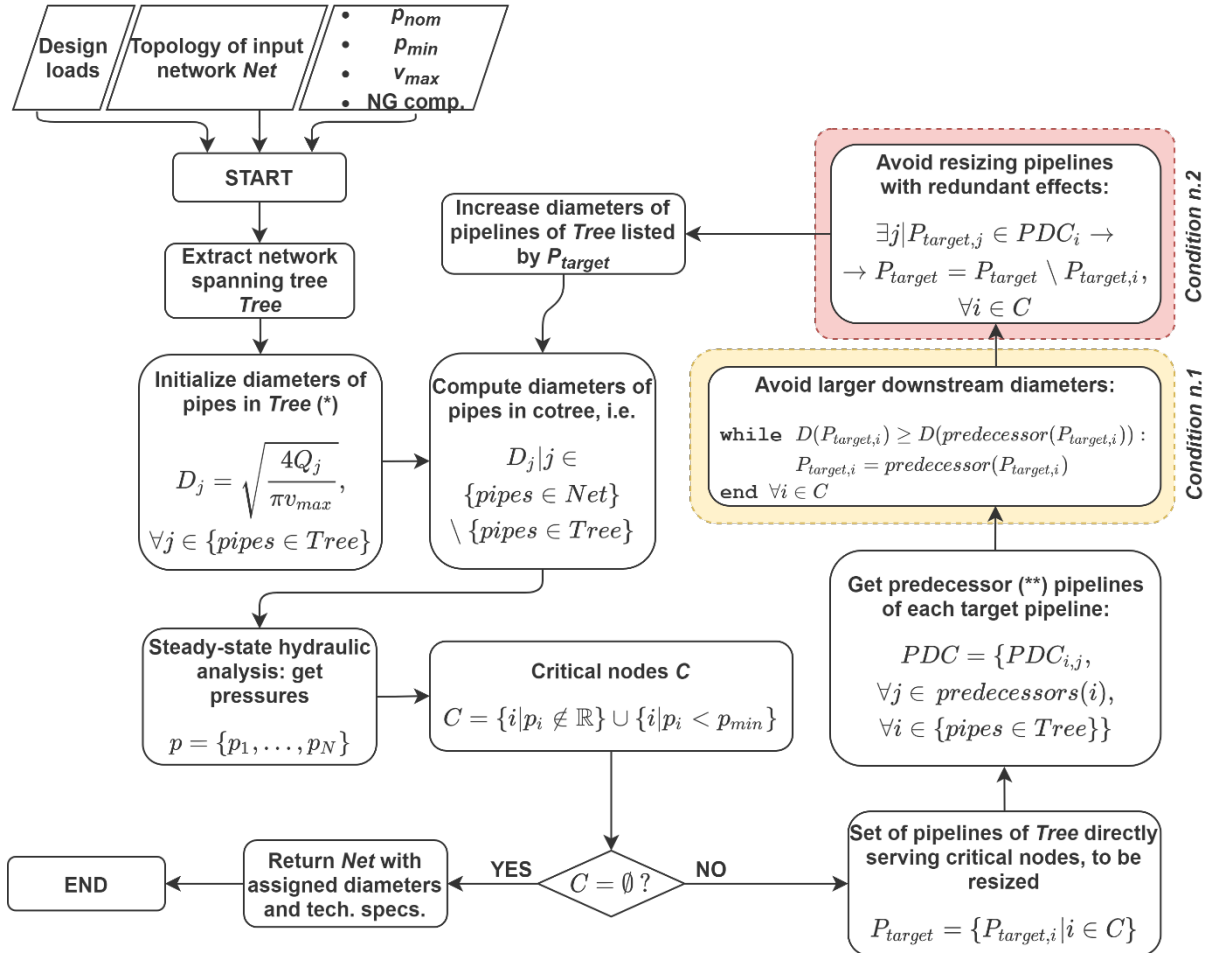 Design
loads
Topology of input
network Net
• p_nom
• p_min
• v_max
• NG comp.
START
Extract network
spanning tree
Tree
Initialize diameters of
pipes in Tree (*)
D_j = √(4Q_j / πv_max),
∀j ∈ {pipes ∈ Tree}
Increase diameters of
pipelines of Tree listed
by P_target
Compute diameters of
pipes in cotree, i.e.
D_j|j ∈
{pipes ∈ Net}
\ {pipes ∈ Tree}
Steady-state hydraulic
analysis: get
pressures
p = {p_1, . . . , p_N}
Critical nodes C
C = {i|p_i ∉ ℝ} ∪ {i|p_i < p_min}
C = ∅ ?
YES
NO
Return Net with
assigned diameters
and tech. specs.
END
Set of pipelines of Tree directly
serving critical nodes, to be
resized
P_target = {P_target,i|i ∈ C}
Get predecessor (**) pipelines
of each target pipeline:
PDC = {PDC_i,j,
∀j ∈ predecessors(i),
∀i ∈ {pipes ∈ Tree}}
Avoid larger downstream diameters:
while D(P_target,i) ≥ D(predecessor(P_target,i)) :
P_target,i = predecessor(P_target,i)
end ∀i ∈ C
Condition n.1
Avoid resizing pipelines
with redundant effects:
∃j|P_target,j ∈ PDC_i →
→ P_target = P_target \ P_target,i,
∀i ∈ C
Condition n.2